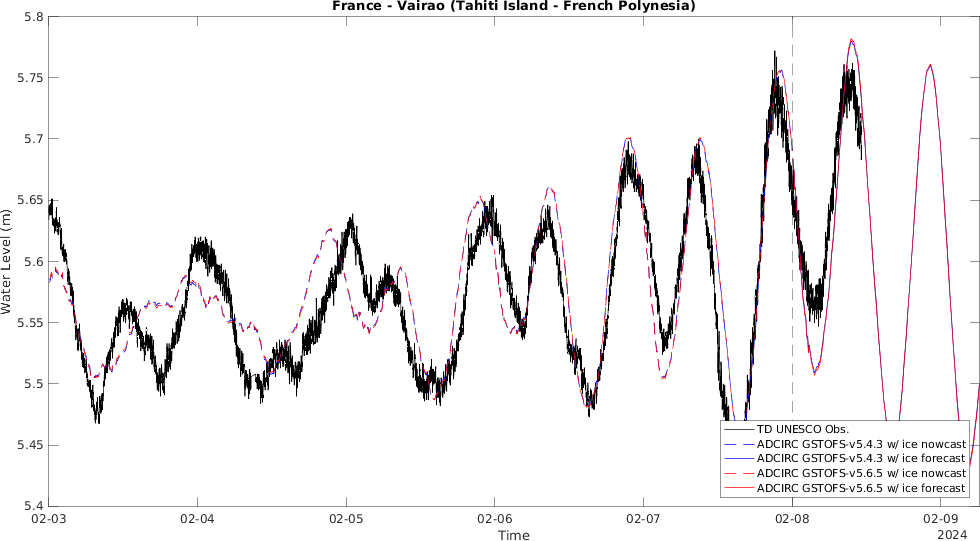 France - Vairao (Tahiti Island - French Polynesia)
5.8
5.75
5.7
5.65
5.6
5.55
5.5
5.45
5.4
Water Level (m)
TD UNESCO Obs.
ADCIRC GSTOFS-v5.4.3 w/ ice nowcast
ADCIRC GSTOFS-v5.4.3 w/ ice forecast
ADCIRC GSTOFS-v5.6.5 w/ ice nowcast
ADCIRC GSTOFS-v5.6.5 w/ ice forecast
02-03 02-04 02-05 02-06 02-07 02-08 02-09
Time
2024